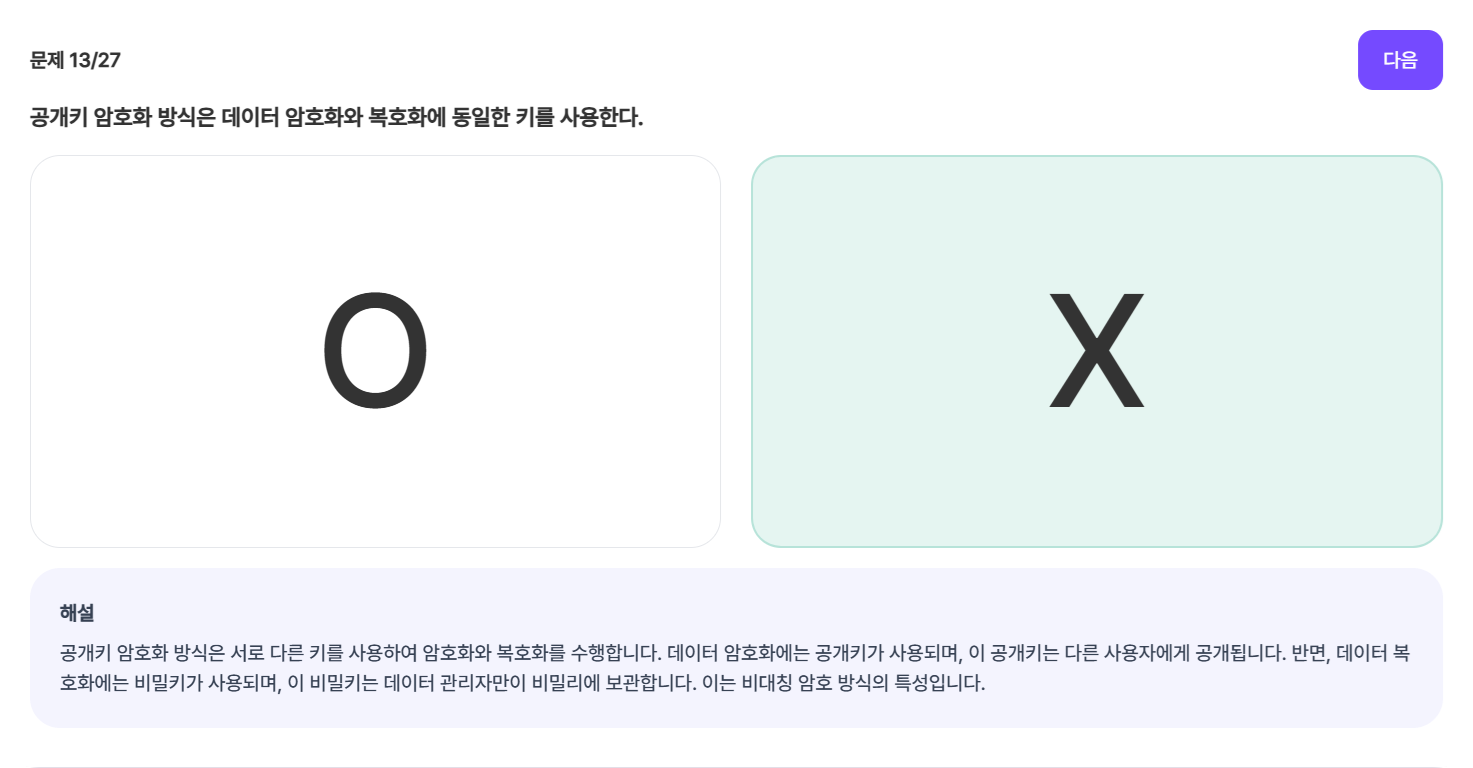 문제 13/27
다음
공개키 암호화 방식은 데이터 암호화와 복호화에 동일한 키를 사용한다.
O
X
해설
공개키 암호화 방식은 서로 다른 키를 사용하여 암호화와 복호화를 수행합니다. 데이터 암호화에는 공개키가 사용되며, 이 공개키는 다른 사용자에게 공개됩니다. 반면, 데이터 복
호화에는 비밀키가 사용되며, 이 비밀키는 데이터 관리자만이 비밀리에 보관합니다. 이는 비대칭 암호 방식의 특성입니다.